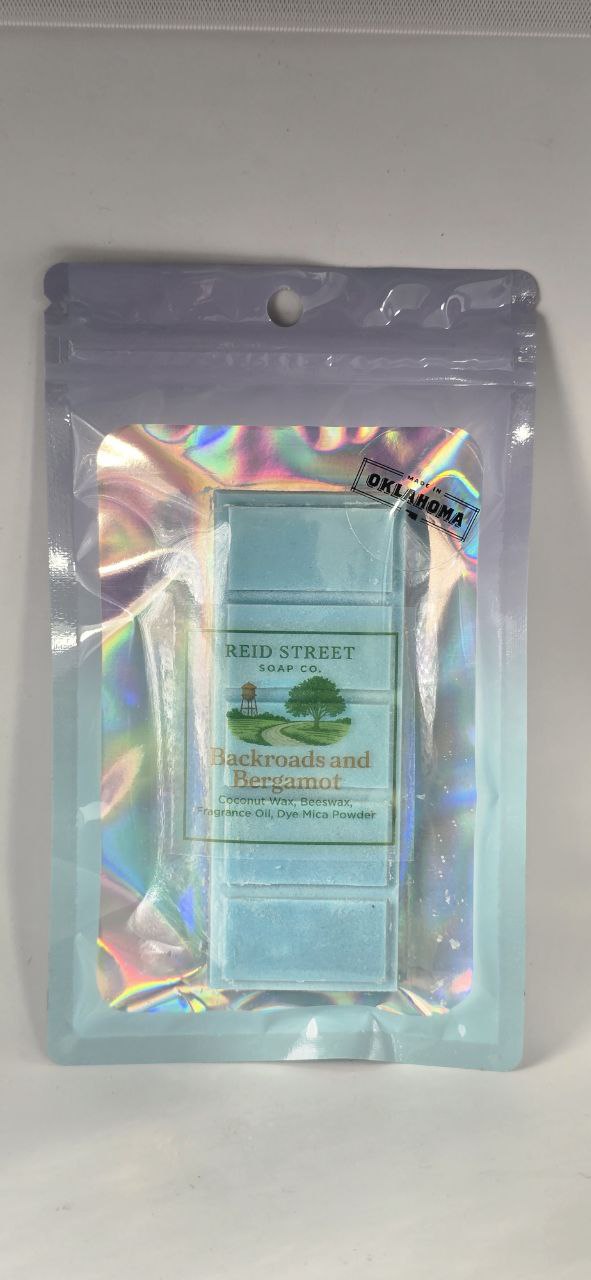 MADE IN
OKLAHOMA
REID STREET
SOAP CO.
Backroads and
Bergamot
Coconut Wax, Beeswax,
Fragrance Oil, Dye Mica Powder